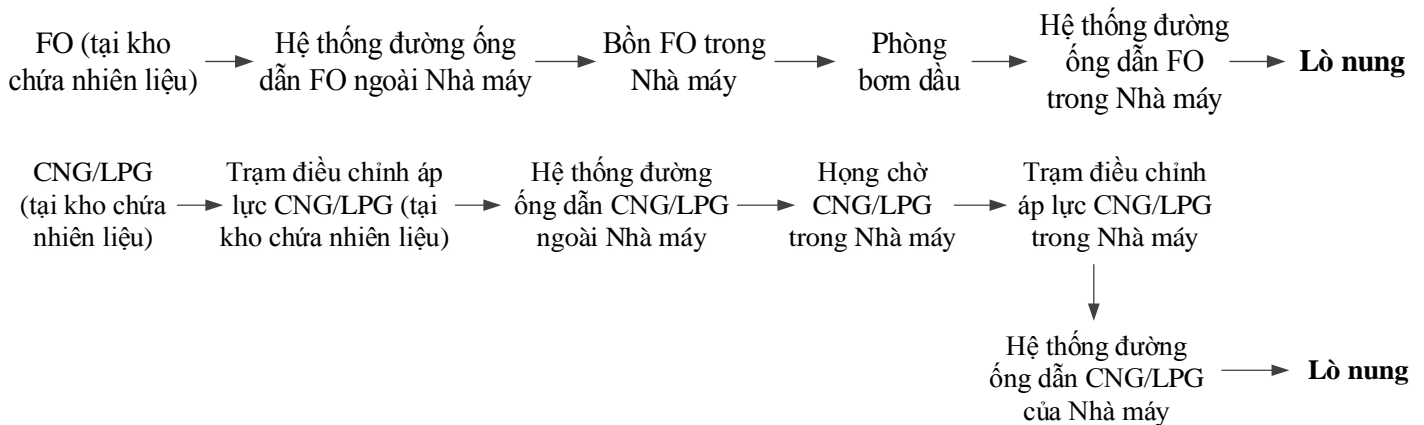 FO (tại kho
chứa nhiên liệu)
Hệ thống đường ống
dẫn FO ngoài Nhà máy
Bồn FO trong
Nhà máy
Phòng
bơm dầu
Hệ thống đường
ống dẫn FO
trong Nhà máy
Lò nung
CNG/LPG
(tại kho chứa
nhiên liệu)
Trạm điều chỉnh áp
lực CNG/LPG (tại
kho chứa nhiên liệu)
Hệ thống đường
ống dẫn CNG/LPG
ngoài Nhà máy
Họng chờ
CNG/LPG
trong Nhà máy
Trạm điều chỉnh
áp lực CNG/LPG
trong Nhà máy
Hệ thống đường
ống dẫn CNG/LPG
của Nhà máy
Lò nung